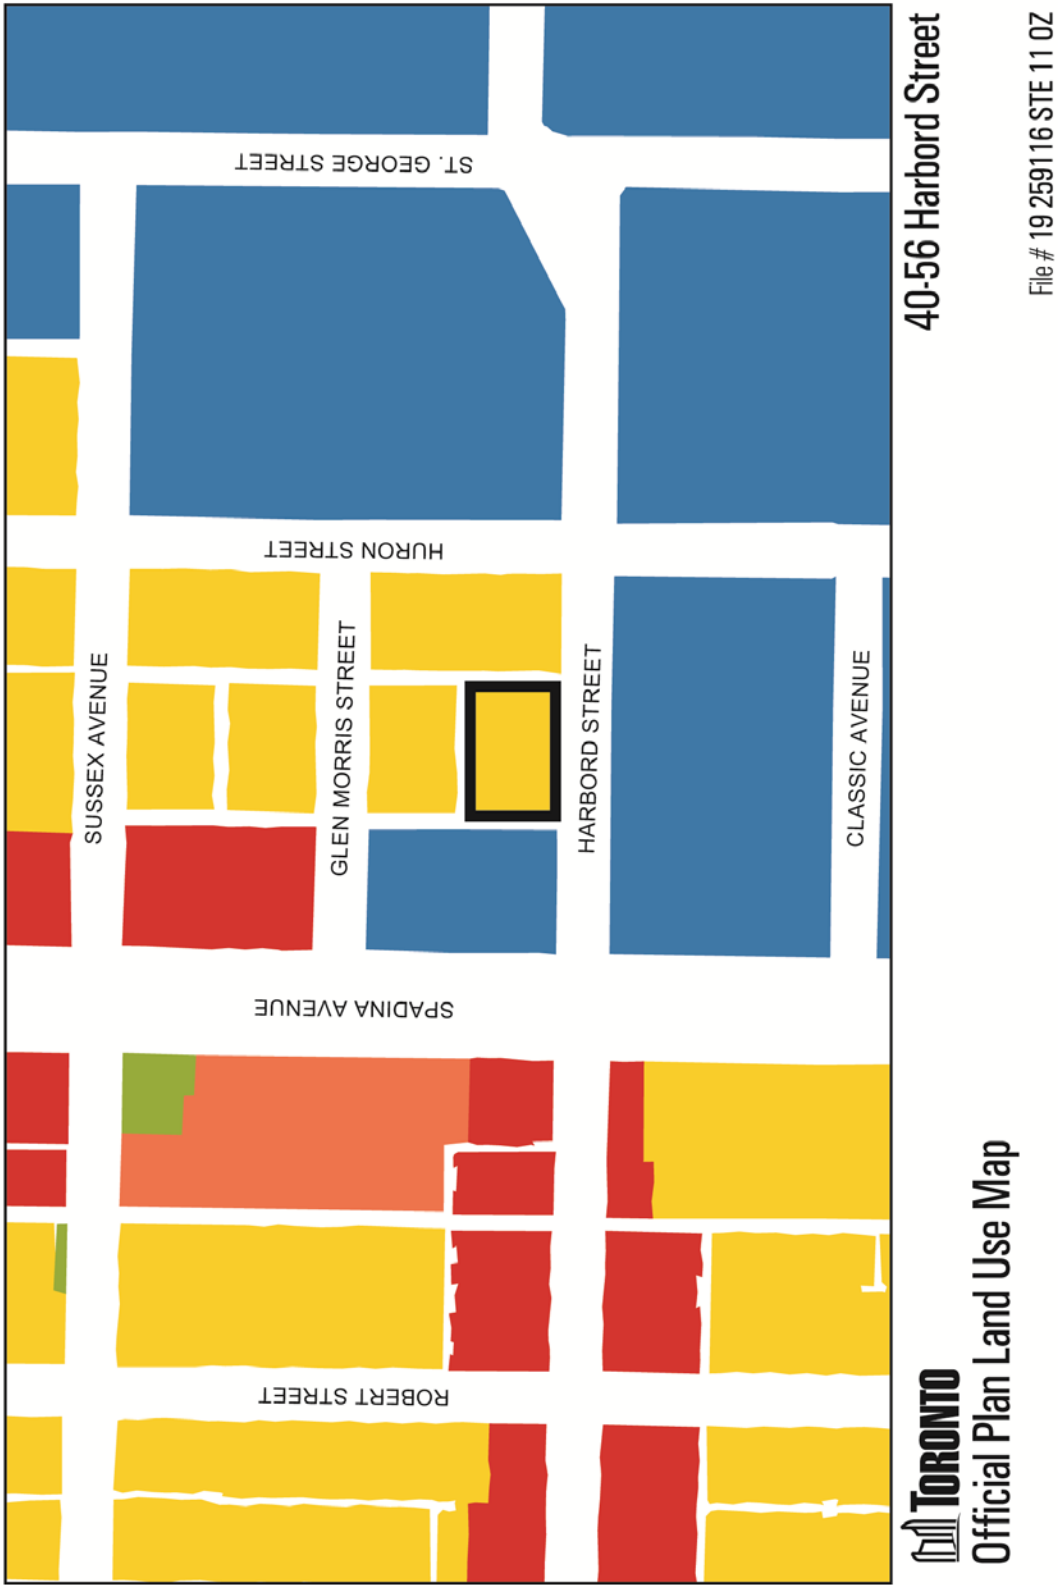 SUSSEX AVENUE
GLEN MORRIS STREET
HARBORD STREET
CLASSIC AVENUE
ROBERT STREET
SPADINA AVENUE
HURON STREET
ST. GEORGE STREET
TORONTO
Official Plan Land Use Map
40-56 Harbord Street
File # 19 259116 STE 11 OZ